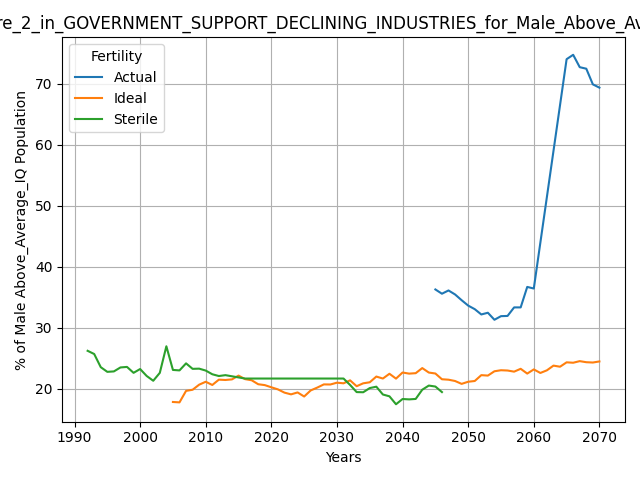 re_2_in_GOVERNMENT_SUPPORT_DECLINING_INDUSTRIES_for_Male_Above_Av
Fertility
Actual
Ideal
Sterile
% of Male Above_Average_IQ Population
70
60
50
40
30
20
1990 2000 2010 2020 2030 2040 2050 2060 2070
Years